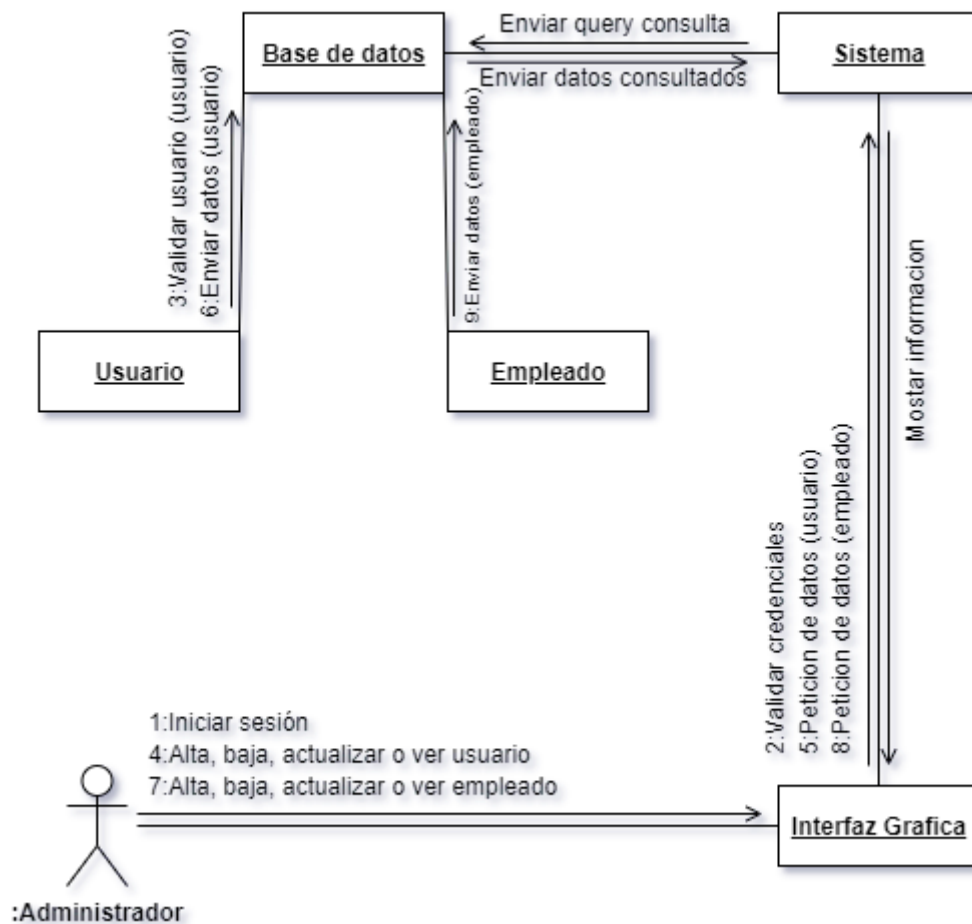 Enviar query consulta
Base de datos
Sistema
Enviar datos consultados
3:Validar usuario (usuario)
6:Enviar datos (usuario)
9:Enviar datos (empleado)
Usuario
Empleado
Mostar informacion
2:Validar credenciales
5:Peticion de datos (usuario)
8:Peticion de datos (empleado)
1:Iniciar sesión
4:Alta, baja, actualizar o ver usuario
7:Alta, baja, actualizar o ver empleado
Interfaz Grafica
:Administrador